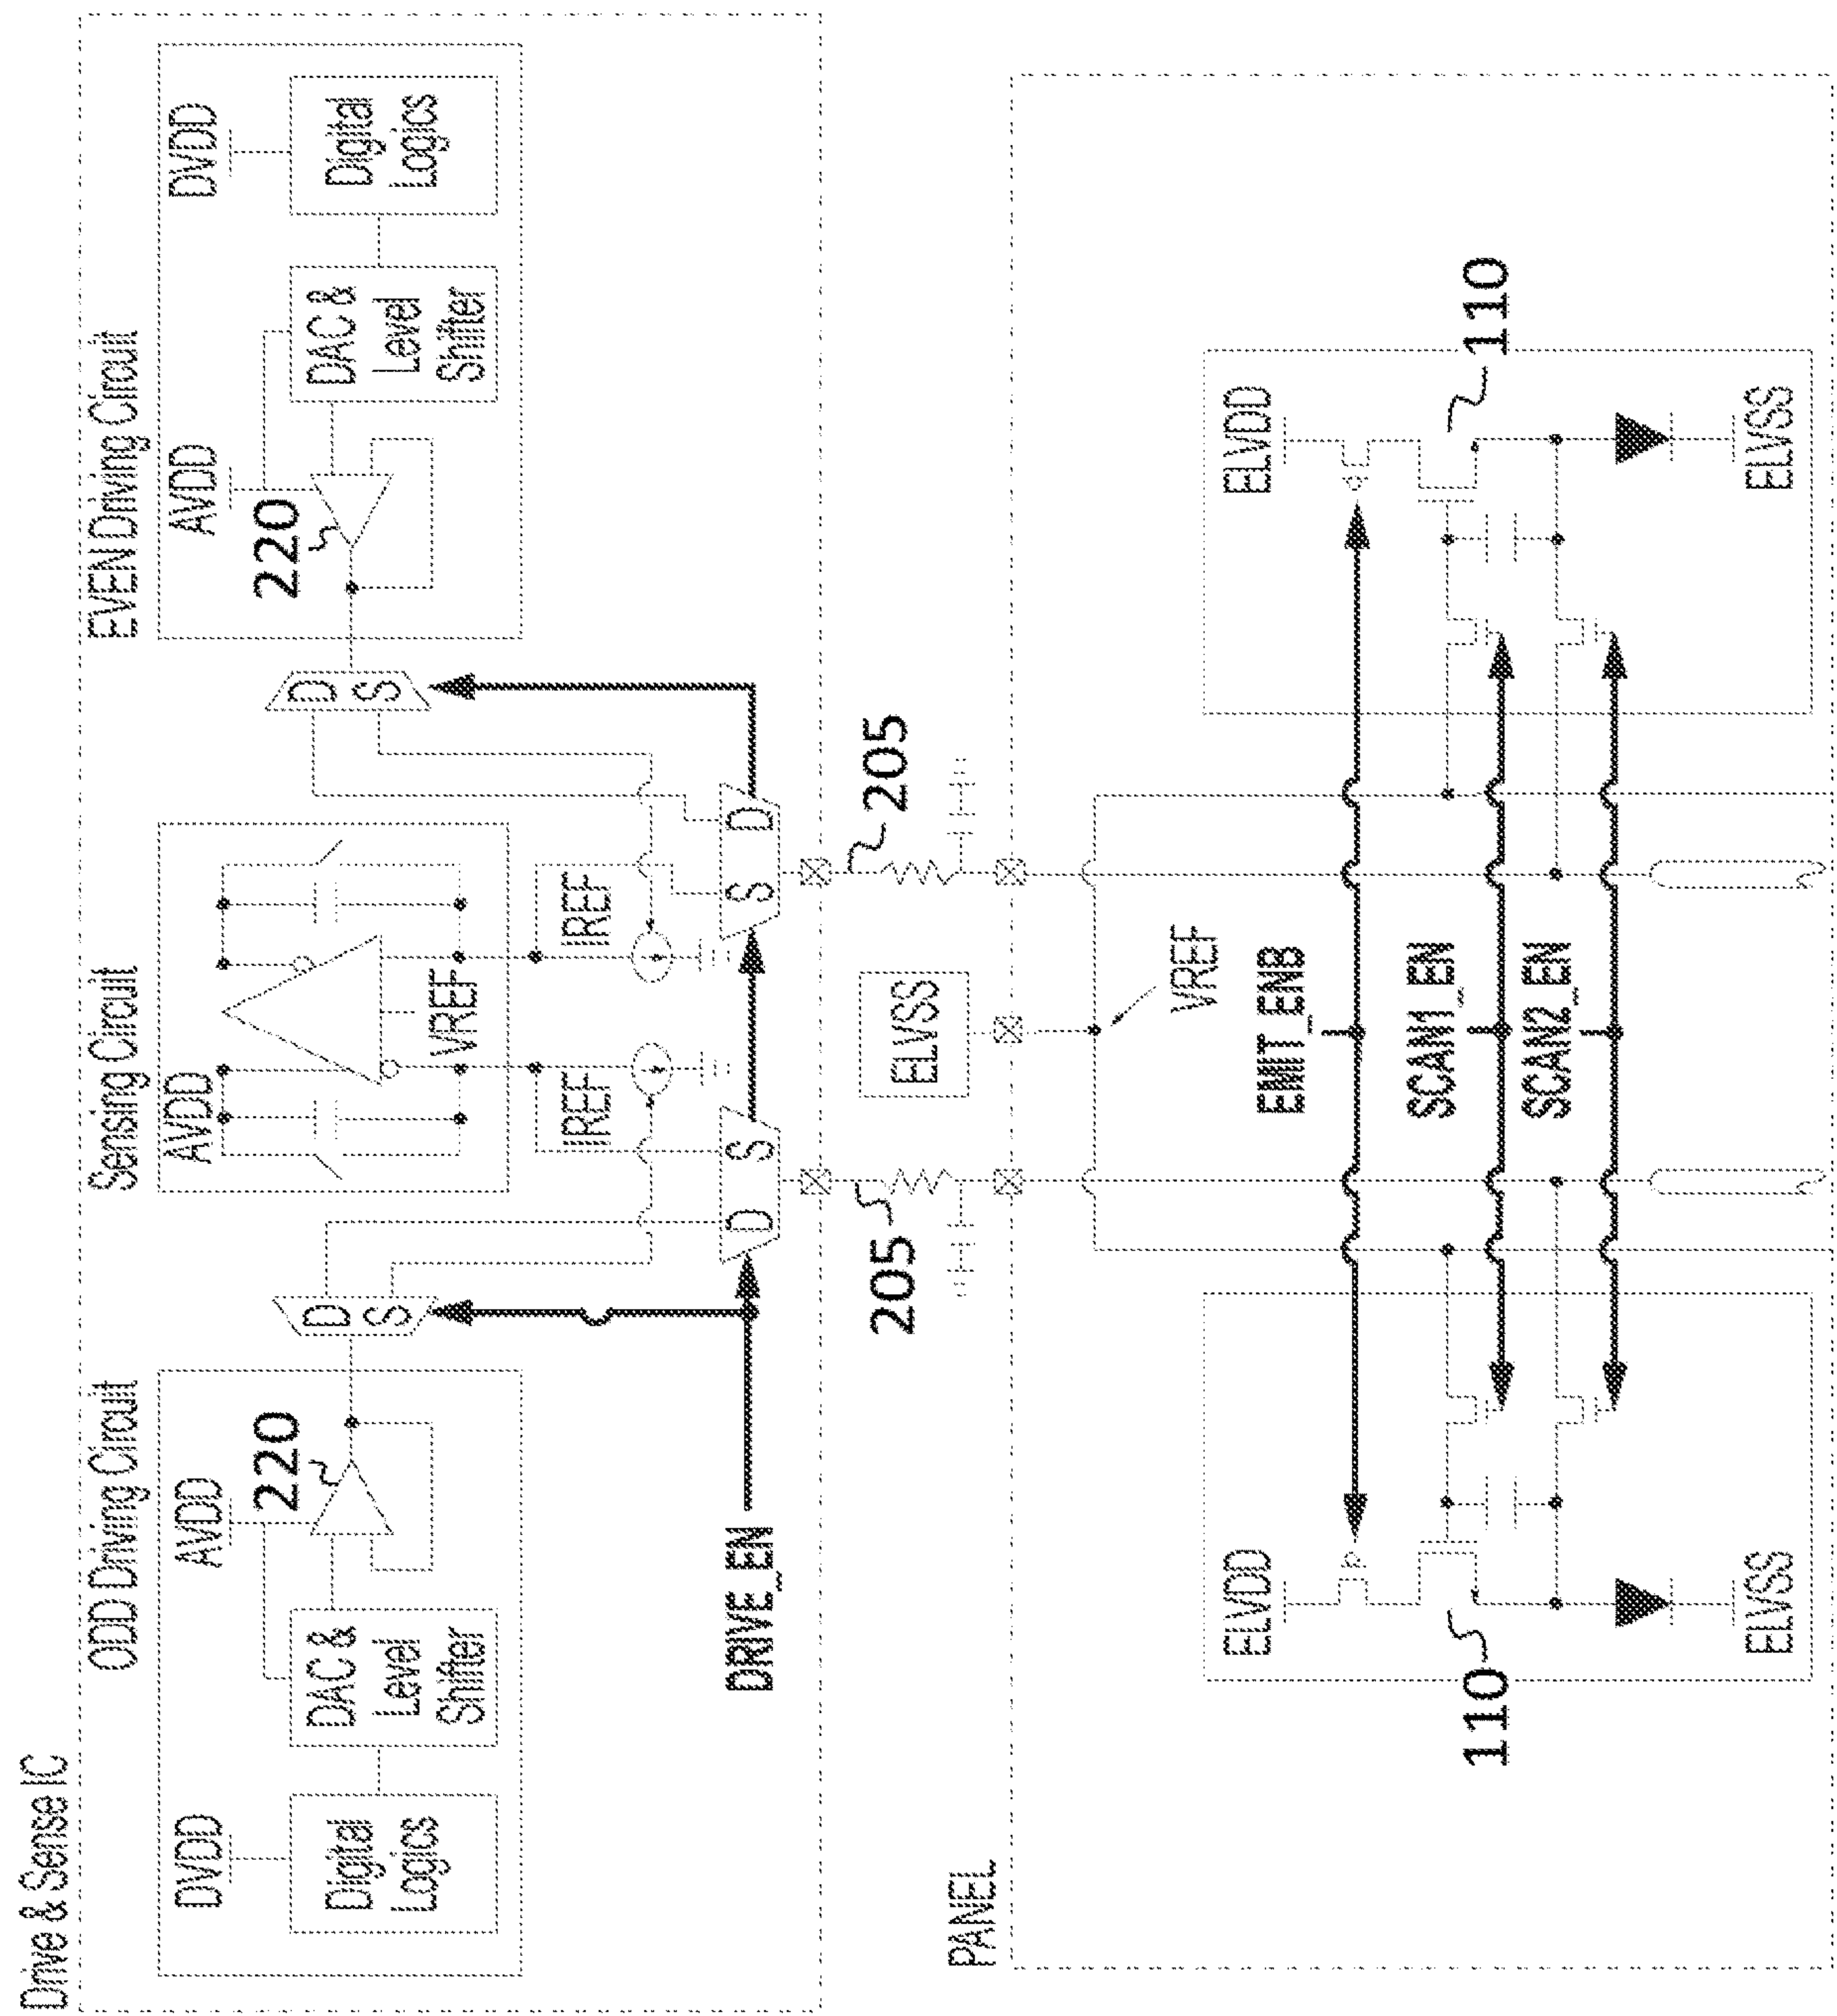 Drive & Sense IC
ODD Driving Circuit
Sensing Circuit
EVEN Driving Circuit
DVDD
AVDD
220
AVDD
AVDD
220
DVDD
Digital
Logics
DAC &
Level
Shifter
DAC &
Level
Shifter
Digital
Logics
D
S
D
S
VREF
IREF
IREF
D
S
S
D
DRIVE_EN
205
205
ELVSS
PANEL
VREF
ELVDD
EMIT_ENB
ELVDD
SCAN1_EN
110
110
SCAN2_EN
ELVSS
ELVSS